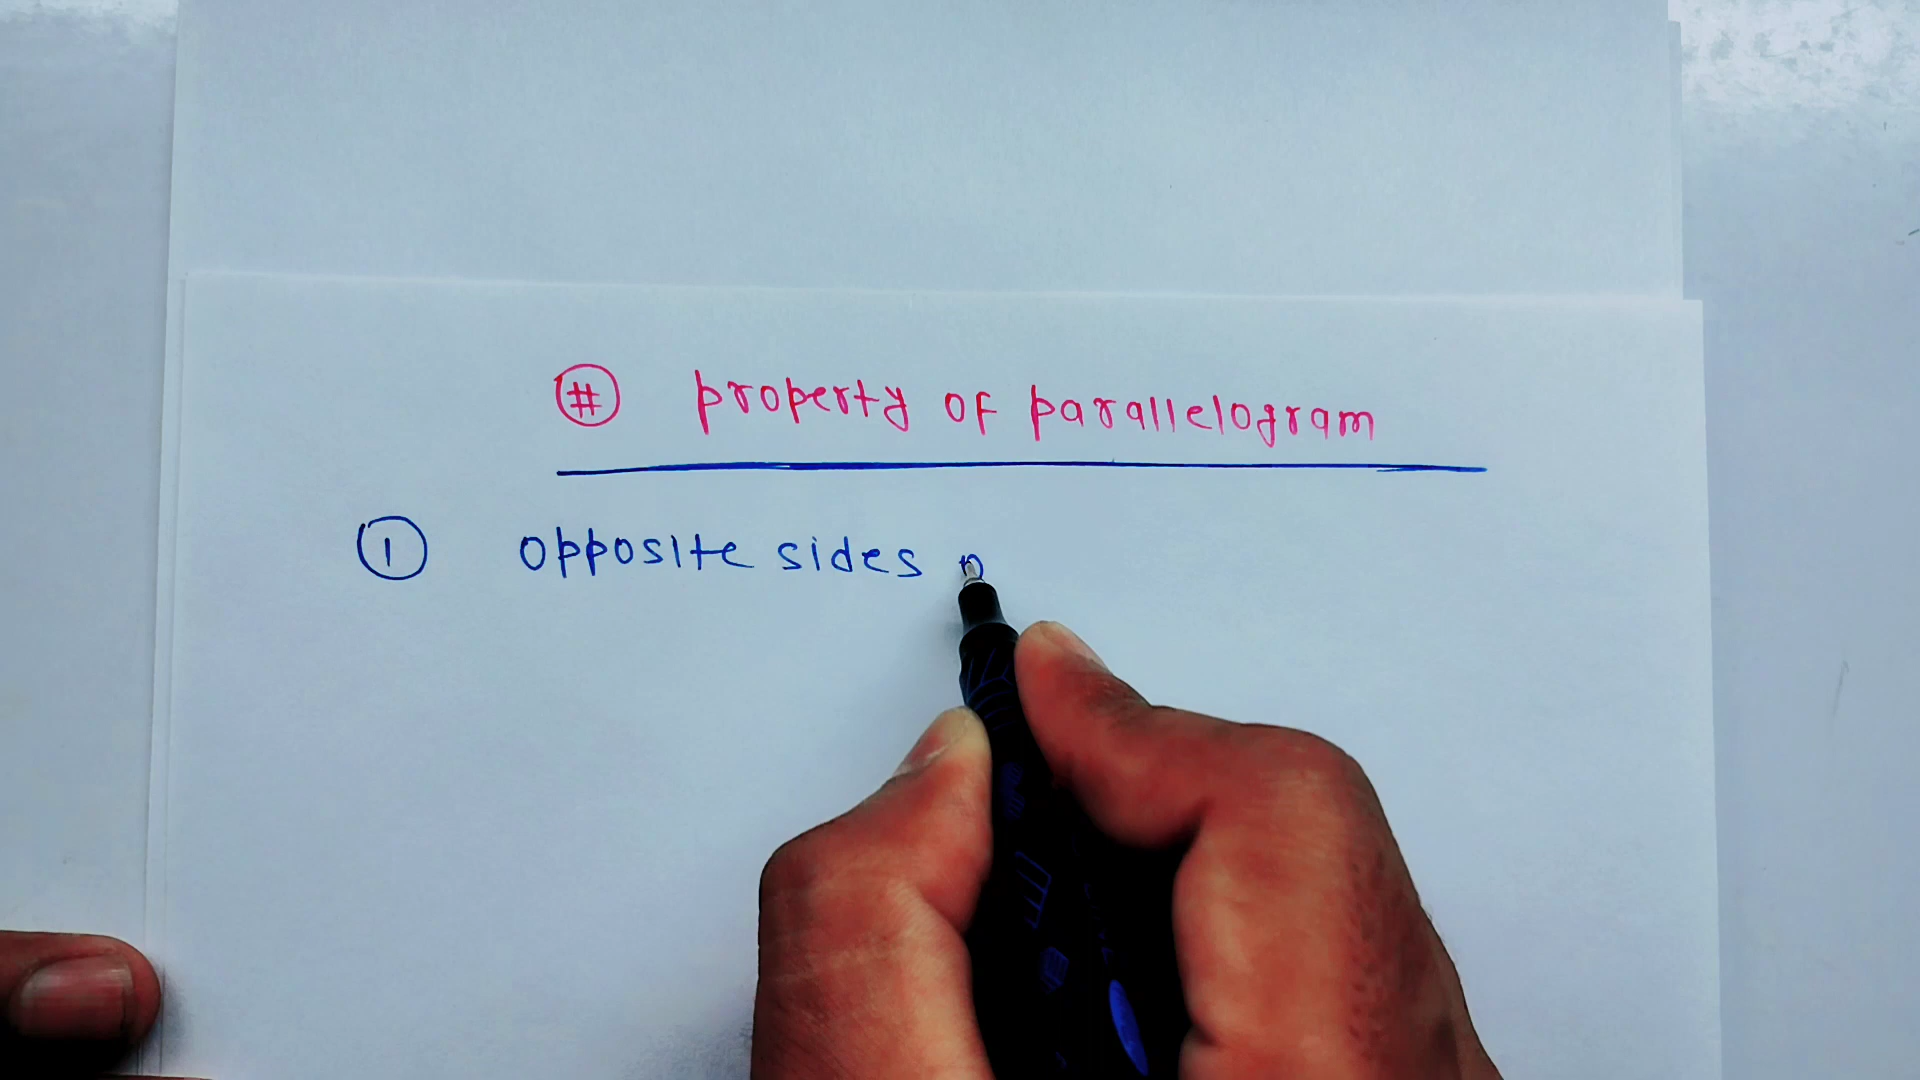 # property of parallelogram
1 opposite sides